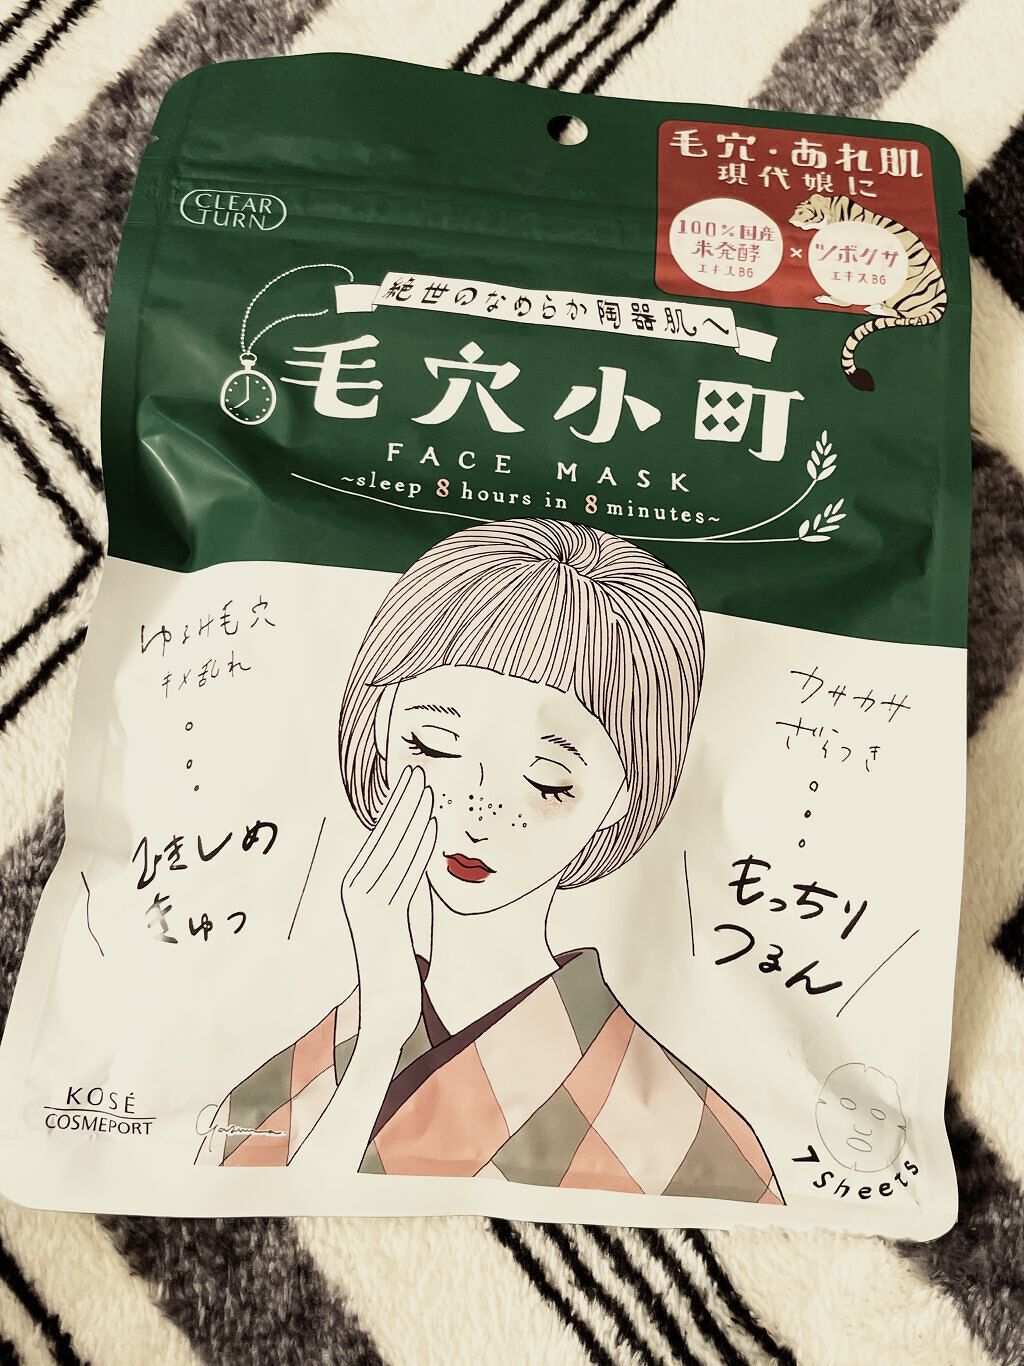 CLEAR
TURN
毛穴・あれ肌
現代娘に
100%国産
米発酵
エキスBG
×
ツボクサ
エキスBG
CICA
絶世のなめらか陶器肌へ
毛穴小町
FACE MASK
~sleep 8 hours in 8 minutes~
ゆるみ毛穴
キメ乱れ
ひきしめ
きゅっ
カサカサ
ざらつき
もっちり
つるん
KOSÉ
COSMEPORT
7 Sheets